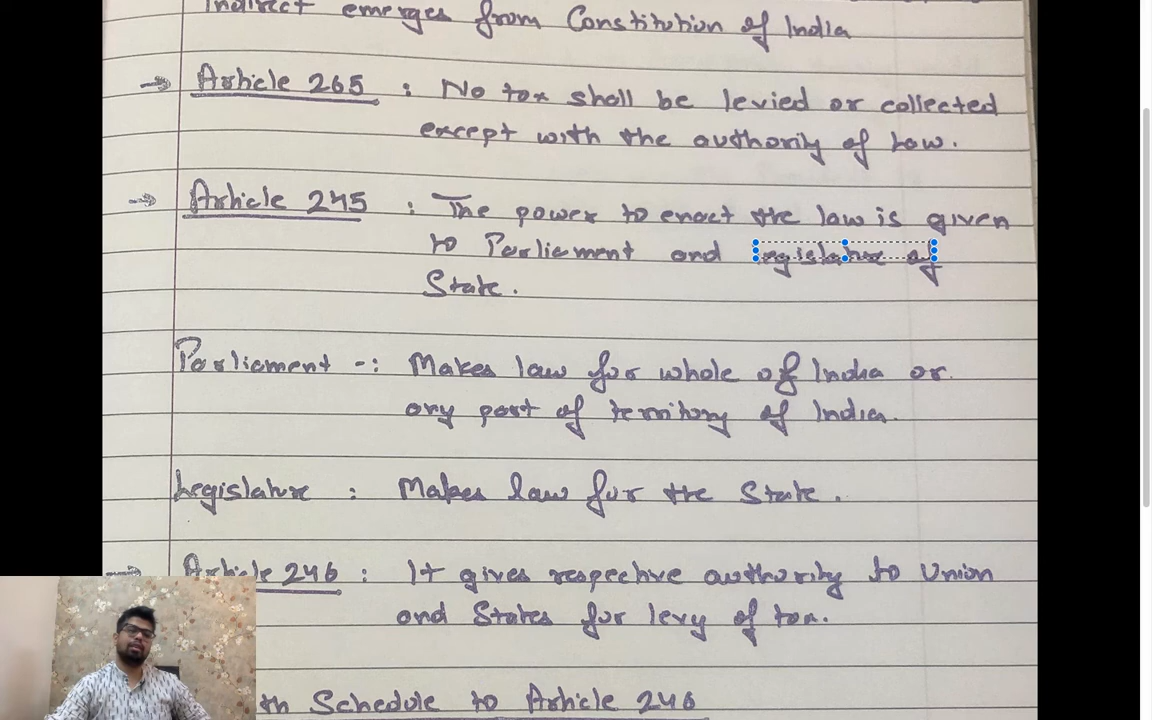 Indirect emerges from Constitution of India
→ Article 265 : No tax shall be levied or collected
except with the authority of Law.
→ Article 245 : The power to enact the law is given
to Parliament and legislature of
State.
Parliament -: Makes law for whole of India or
any part of territory of India.
Legislature : Makes law for the State.
→ Article 246 : It gives respective authority to Union
and States for levy of tax.
th Schedule to Article 246